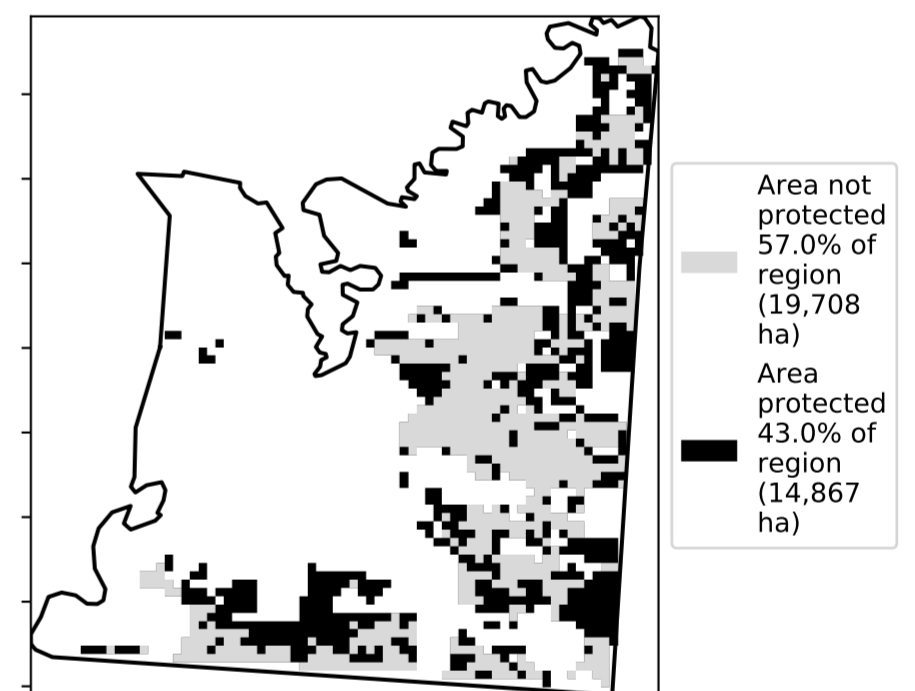 Area not
protected
57.0% of
region
(19,708
ha)
Area
protected
43.0% of
region
(14,867
ha)